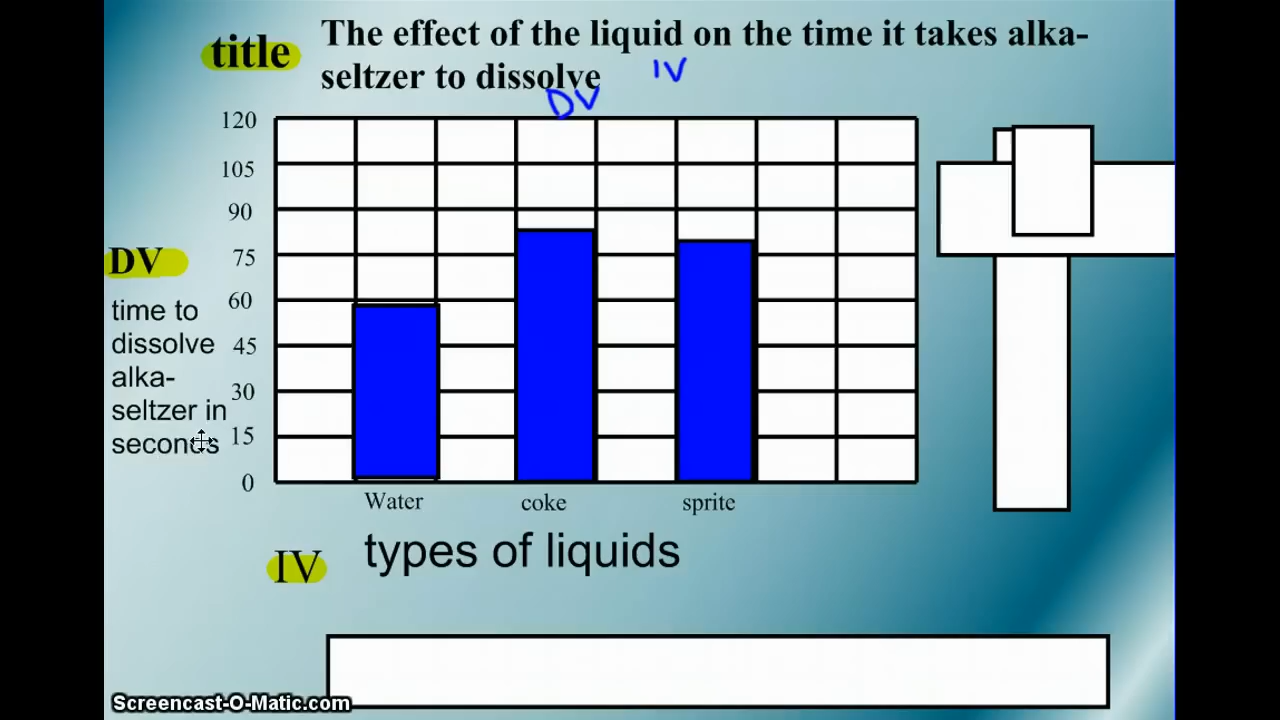 title
The effect of the liquid on the time it takes alka-
seltzer to dissolve
IV
DV
120
105
90
75
60
45
30
15
0
DV
time to
dissolve
alka-
seltzer in
seconds
Water coke sprite
IV
types of liquids
Screencast-O-Matic.com